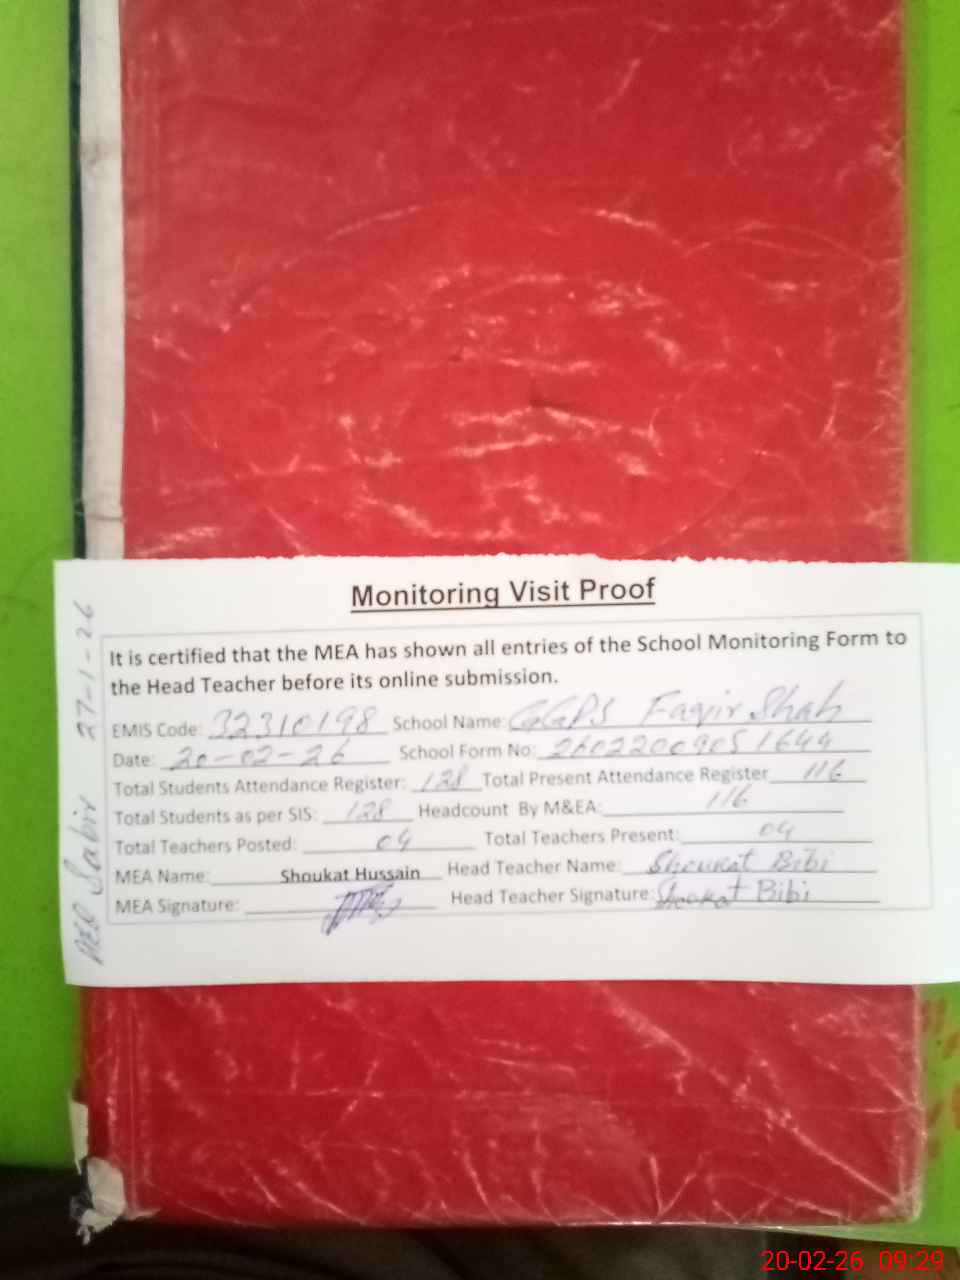 Monitoring Visit Proof
It is certified that the MEA has shown all entries of the School Monitoring Form to
the Head Teacher before its online submission.
EMIS Code: 32310198 School Name: GGPS Faqir Shah
Date: 20-02-26 School Form No: 26022009051644
Total Students Attendance Register: 128 Total Present Attendance Register 116
Total Students as per SIS: 128 Headcount By M&EA: 116
Total Teachers Posted: 04 Total Teachers Present: 04
MEA Name: Shoukat Hussain Head Teacher Name: Shoukat Bibi
MEA Signature: Head Teacher Signature: Shoukat Bibi
AEO Sabir 27-1-26
20-02-26 09:29